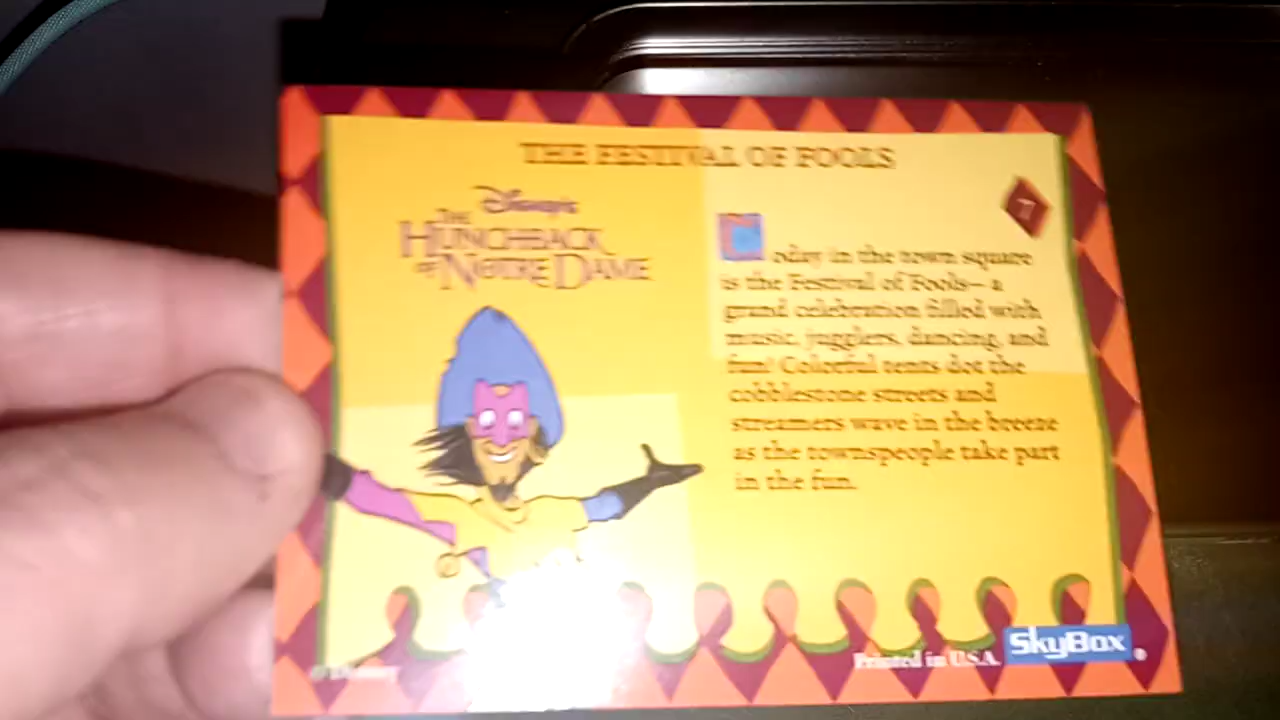 THE FESTIVAL OF FOOLS
Disney's
THE
HUNCHBACK
OF NOTRE DAME
Today in the town square
is the Festival of Fools– a
grand celebration filled with
music, jugglers, dancing, and
fun! Colorful tents dot the
cobblestone streets and
streamers wave in the breeze
as the townspeople take part
in the fun.
© Disney
Printed in U.S.A.
SkyBox